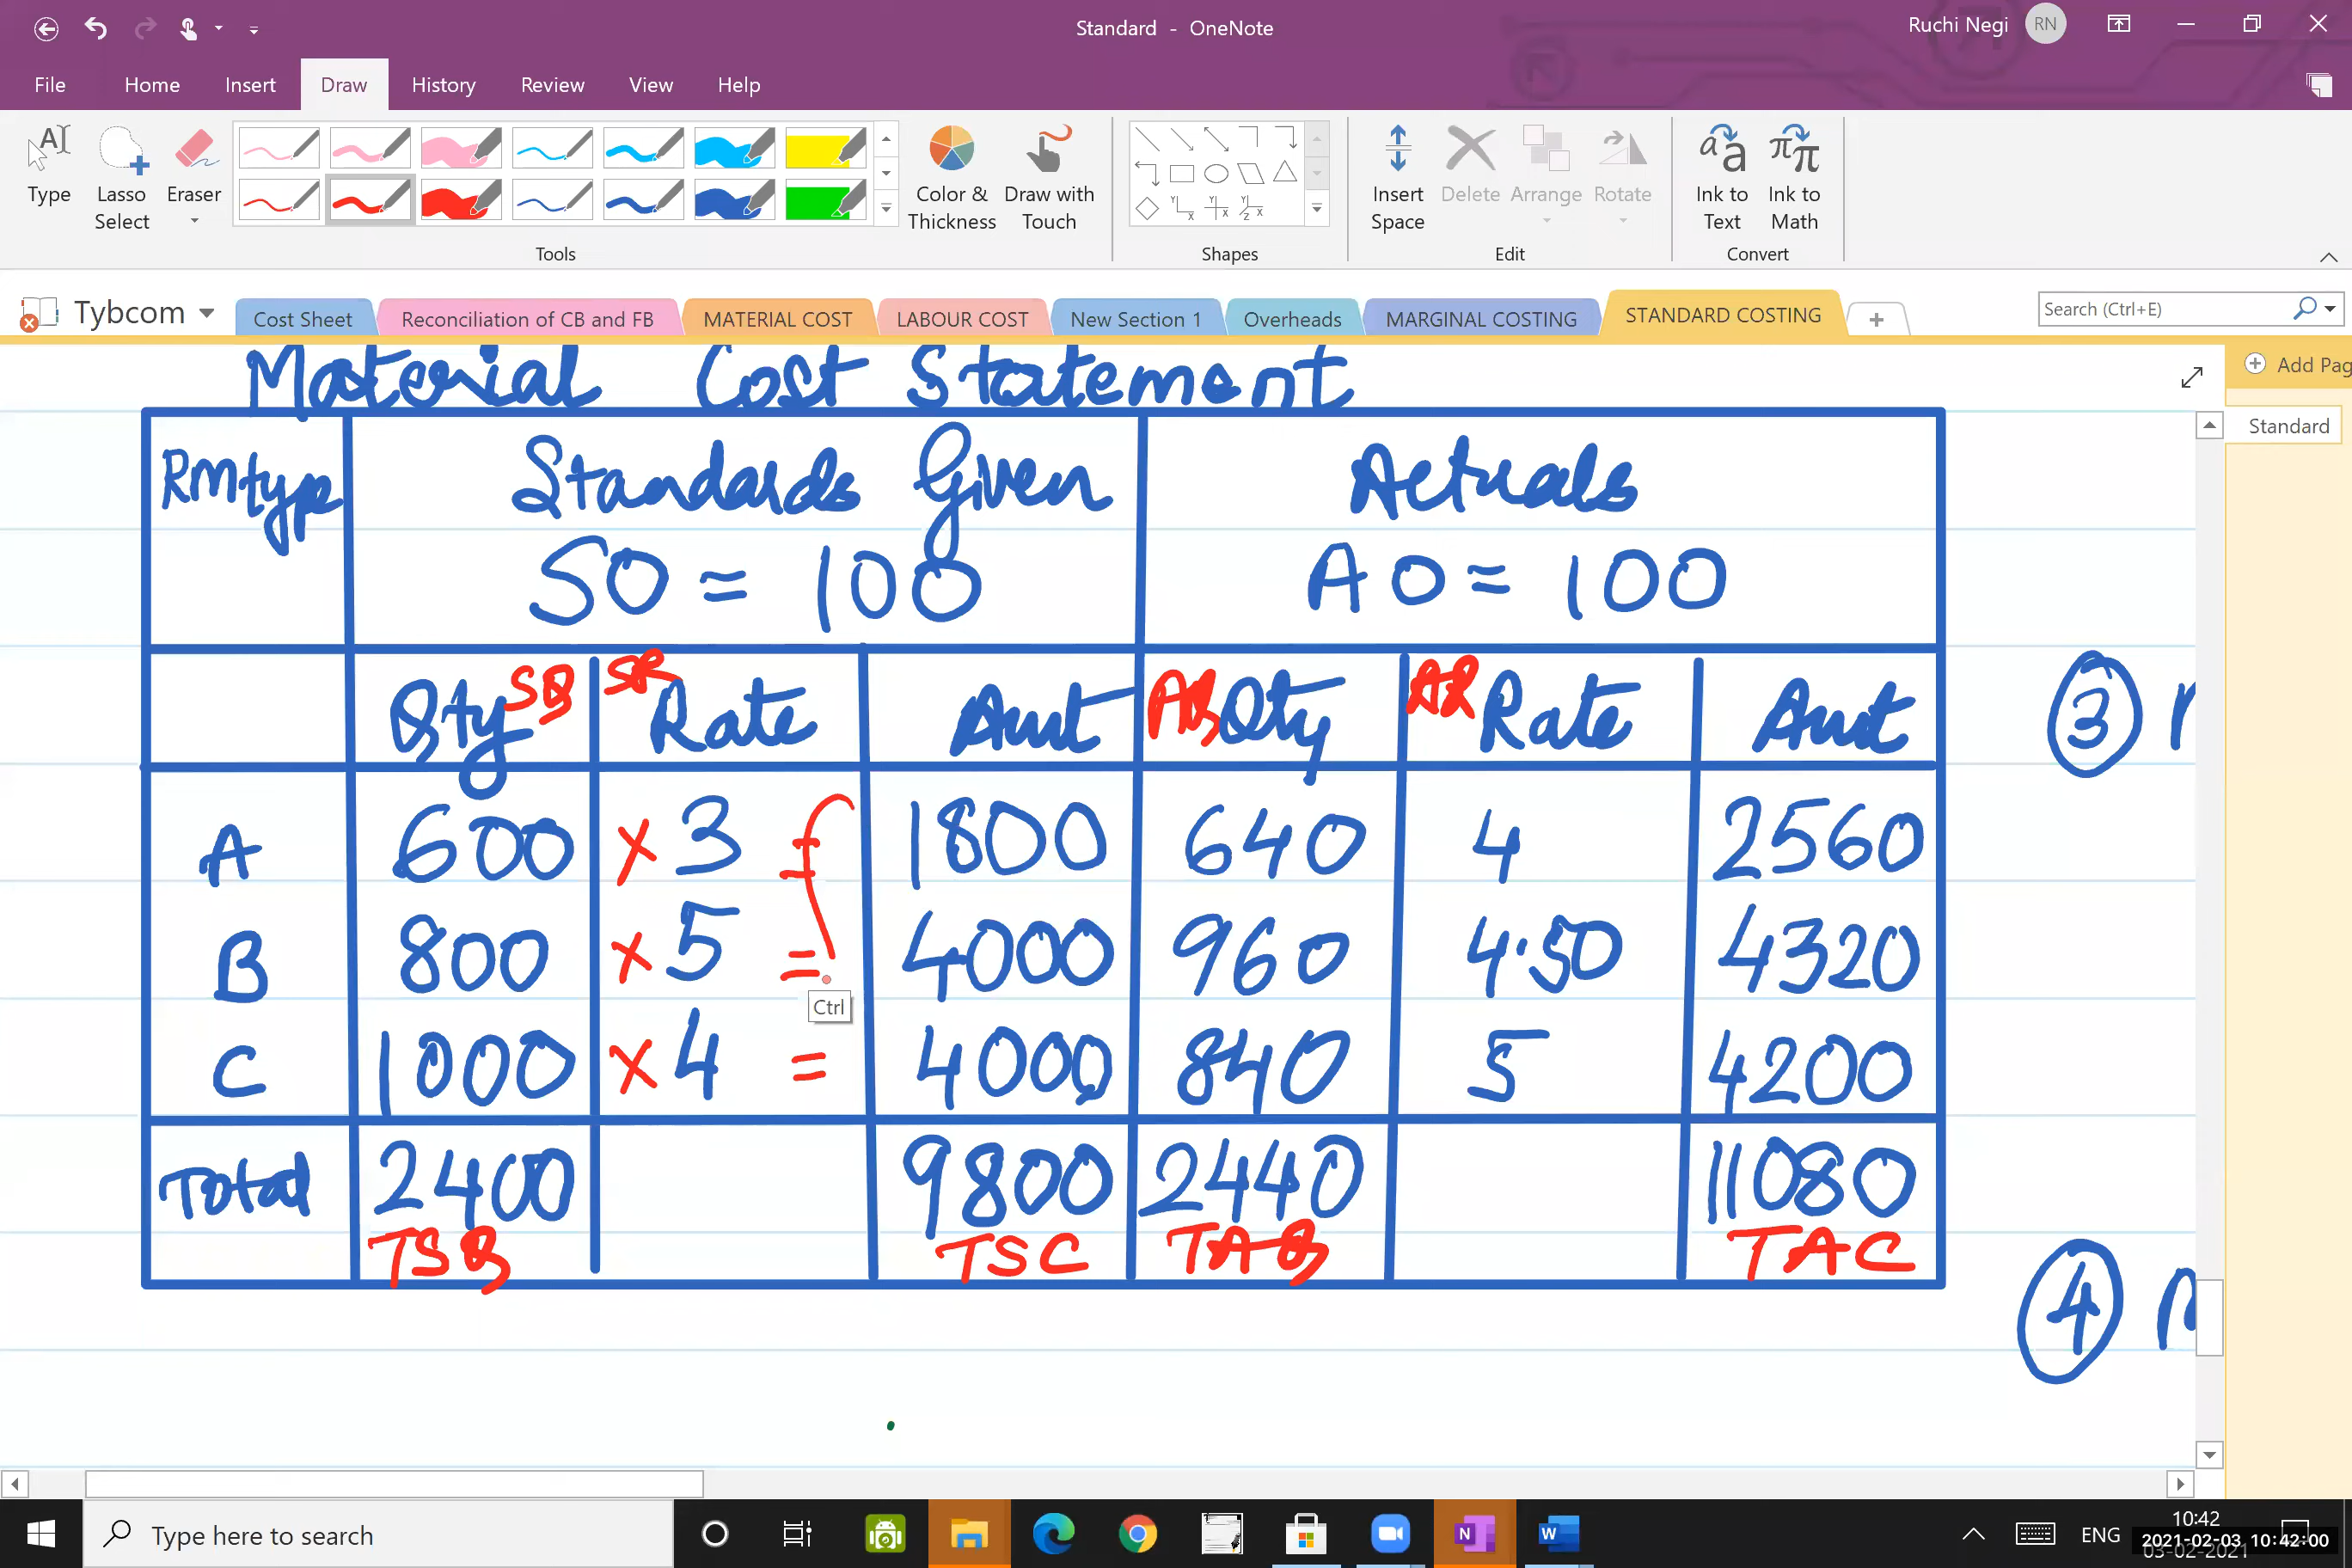 Standard - OneNote
Ruchi Negi RN
File Home Insert Draw History Review View Help
Type
Lasso Select
Eraser
Color & Thickness
Draw with Touch
Insert Space
Delete
Arrange
Rotate
Ink to Text
Ink to Math
Tools
Shapes
Edit
Convert
Tybcom
Cost Sheet Reconciliation of CB and FB MATERIAL COST LABOUR COST New Section 1 Overheads MARGINAL COSTING STANDARD COSTING +
Search (Ctrl+E)
Add Pag
Standard
Material Cost Statement
Rmtype Standards Given Actuals
SO = 100 AO = 100
Qty SQ SR Rate Amt AQ Qty AR Rate Amt
A 600 × 3 = 1800 640 4 2560
B 800 × 5 = 4000 960 4.50 4320
Ctrl
C 1000 × 4 = 4000 840 5 4200
Total 2400 9800 2440 11080
TSQ TSC TAQ TAC
3
4
Type here to search
ENG
10:42
03-02-2021
2021-02-03 10:42:00